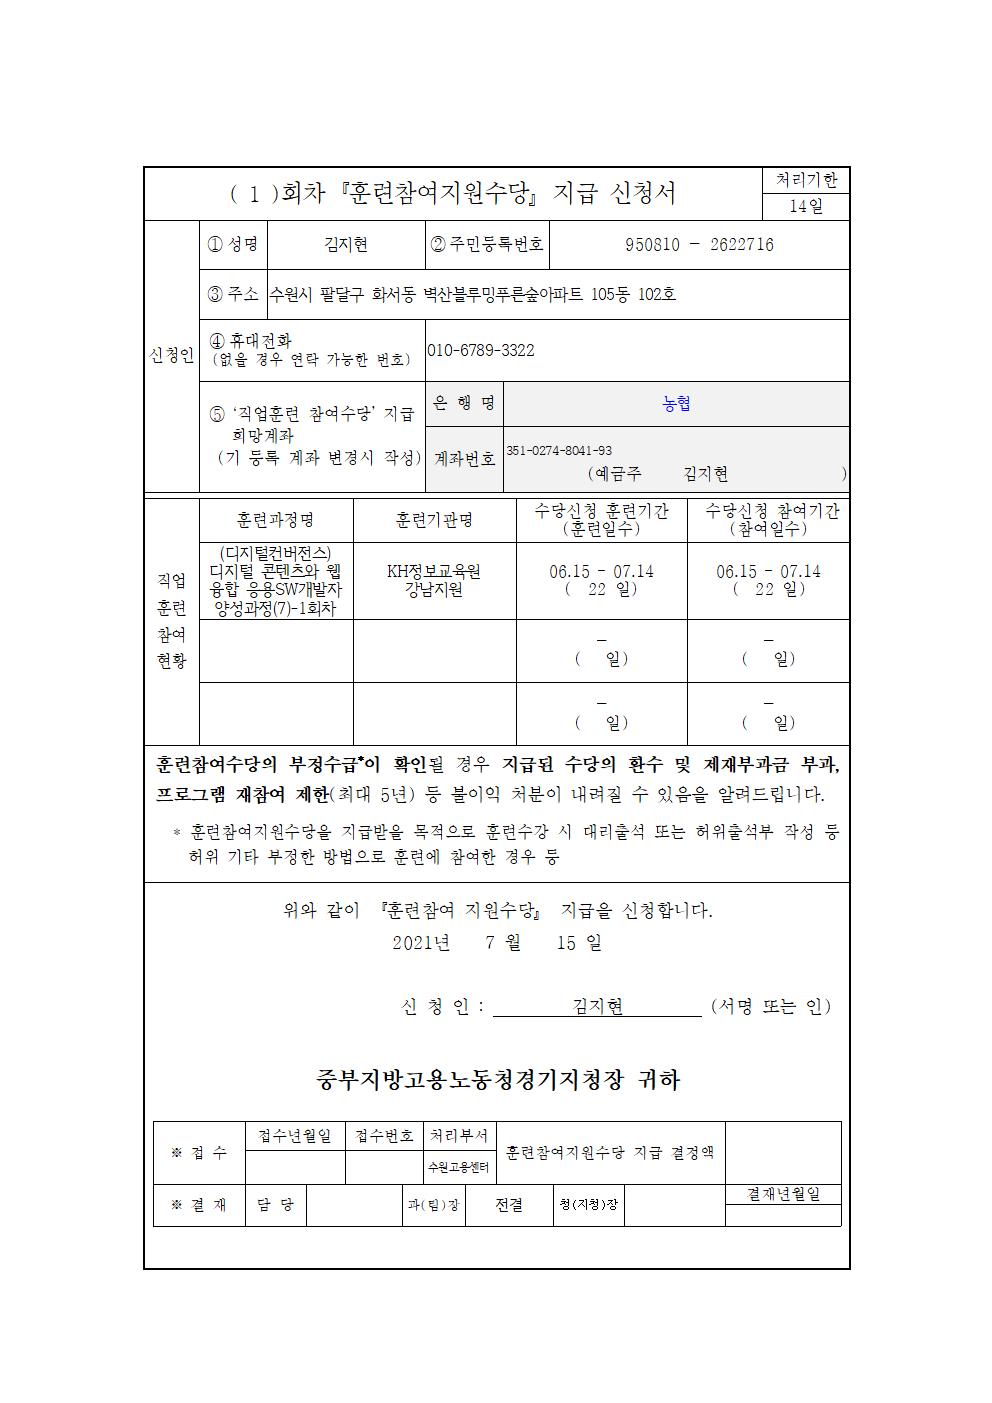 ( 1 )회차 『훈련참여지원수당』 지급 신청서
처리기한
14일
신청인
① 성명
김지현
② 주민등록번호
950810 - 2622716
③ 주소
수원시 팔달구 화서동 벽산블루밍푸른숲아파트 105동 102호
④ 휴대전화
(없을 경우 연락 가능한 번호)
010-6789-3322
⑤ '직업훈련 참여수당' 지급
희망계좌
(기 등록 계좌 변경시 작성)
은 행 명
농협
계좌번호
351-0274-8041-93
(예금주 김지현 )
직업
훈련
참여
현황
훈련과정명
훈련기관명
수당신청 훈련기간
(훈련일수)
수당신청 참여기간
(참여일수)
(디지털컨버전스)
디지털 콘텐츠와 웹
융합 응용SW개발자
양성과정(7)-1회차
KH정보교육원
강남지원
06.15 - 07.14
( 22 일)
06.15 - 07.14
( 22 일)
-
( 일)
-
( 일)
-
( 일)
-
( 일)
훈련참여수당의 부정수급*이 확인될 경우 지급된 수당의 환수 및 제재부과금 부과,
프로그램 재참여 제한(최대 5년) 등 불이익 처분이 내려질 수 있음을 알려드립니다.
* 훈련참여지원수당을 지급받을 목적으로 훈련수강 시 대리출석 또는 허위출석부 작성 등
허위 기타 부정한 방법으로 훈련에 참여한 경우 등
위와 같이 『훈련참여 지원수당』 지급을 신청합니다.
2021년 7 월 15 일
신 청 인 : 김지현 (서명 또는 인)
중부지방고용노동청경기지청장 귀하
※ 접 수
접수년월일
접수번호
처리부서
수원고용센터
훈련참여지원수당 지급 결정액
※ 결 재
담 당
과(팀)장
전결
청(지청)장
결재년월일